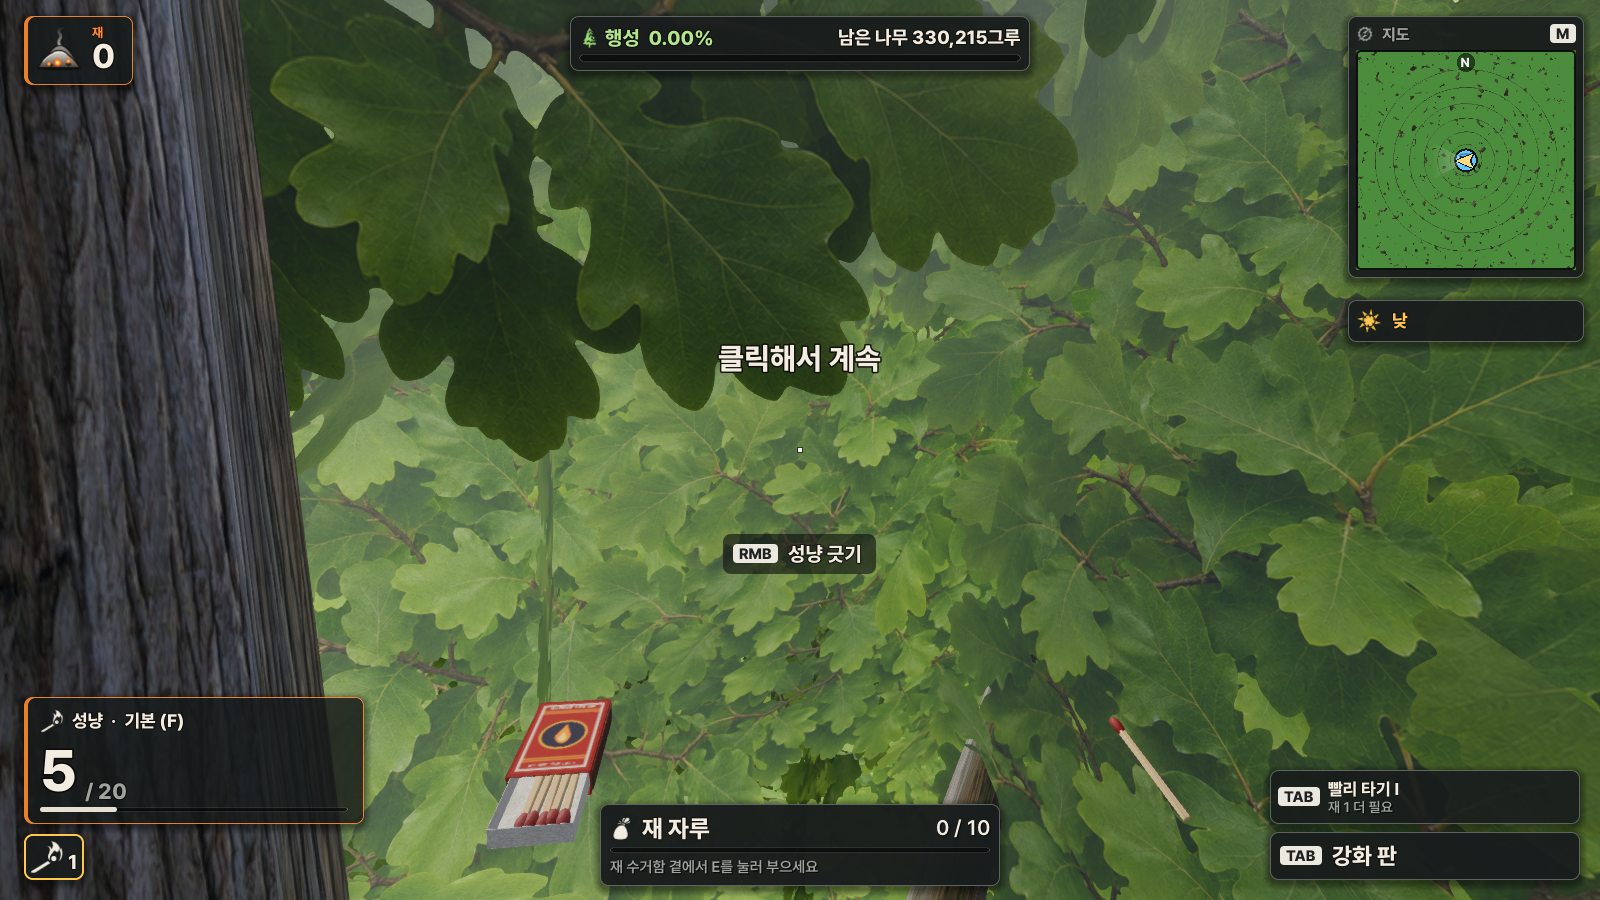 재
0
행성 0.00%
남은 나무 330,215그루
지도
M
N
낮
클릭해서 계속
RMB 성냥 긋기
성냥 · 기본 (F)
5 / 20
1
재 자루
0 / 10
재 수거함 곁에서 E를 눌러 부으세요
TAB 빨리 타기 I
재 1 더 필요
TAB 강화 판